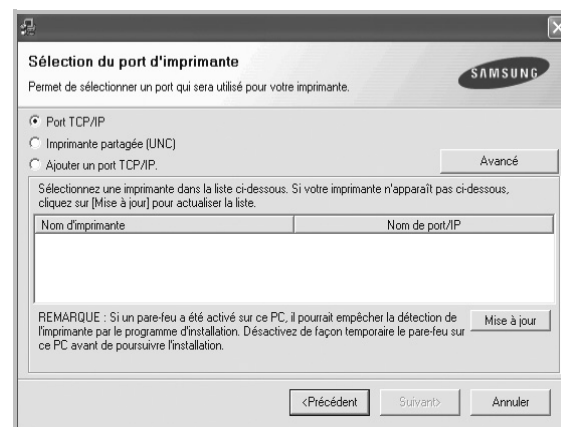 Sélection du port d'imprimante
Permet de sélectionner un port qui sera utilisé pour votre imprimante.
SAMSUNG
Port TCP/IP
Imprimante partagée (UNC)
Ajouter un port TCP/IP.
Avancé
Sélectionnez une imprimante dans la liste ci-dessous. Si votre imprimante n'apparaît pas ci-dessous,
cliquez sur [Mise à jour] pour actualiser la liste.
Nom d'imprimante Nom de port/IP
REMARQUE : Si un pare-feu a été activé sur ce PC, il pourrait empêcher la détection de
l'imprimante par le programme d'installation. Désactivez de façon temporaire le pare-feu sur
ce PC avant de poursuivre l'installation.
Mise à jour
<Précédent Suivant> Annuler